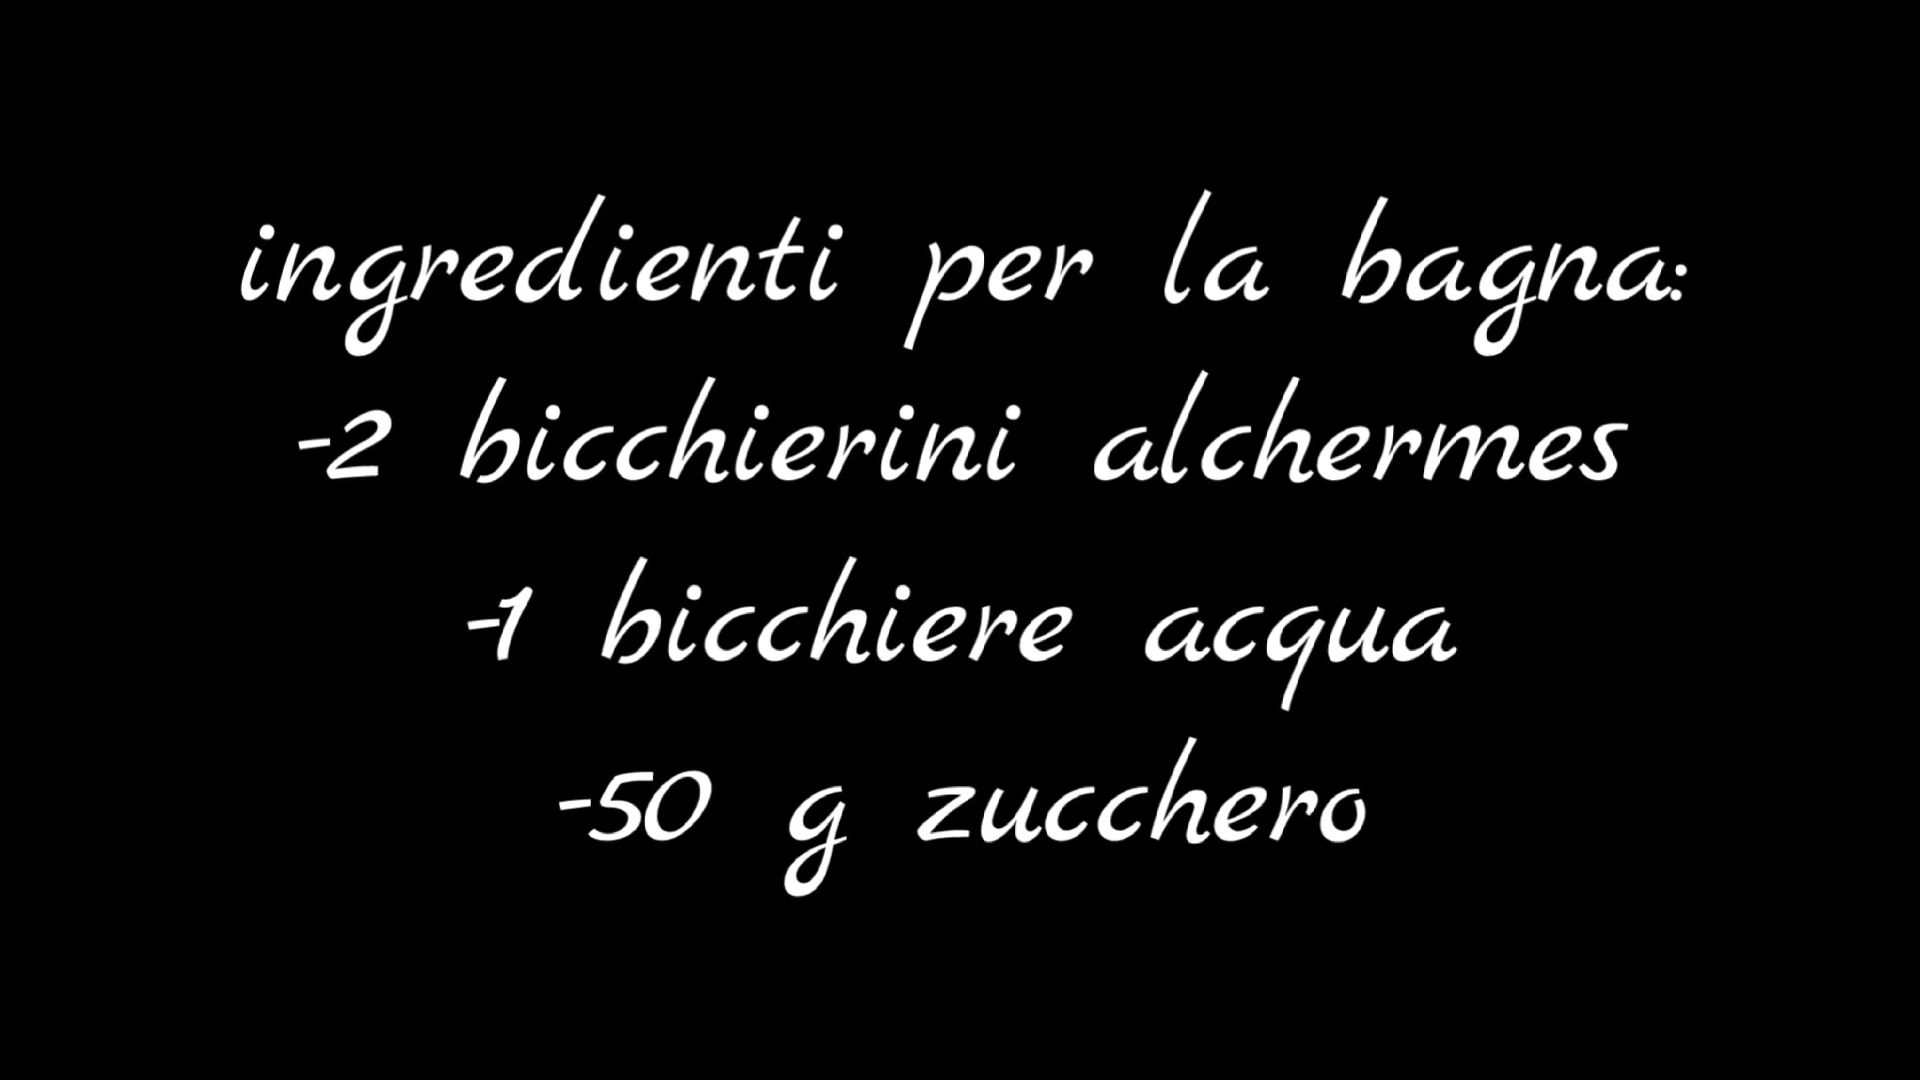 ingredienti per la bagna:
-2 bicchierini alchermes
-1 bicchiere acqua
-50 g zucchero